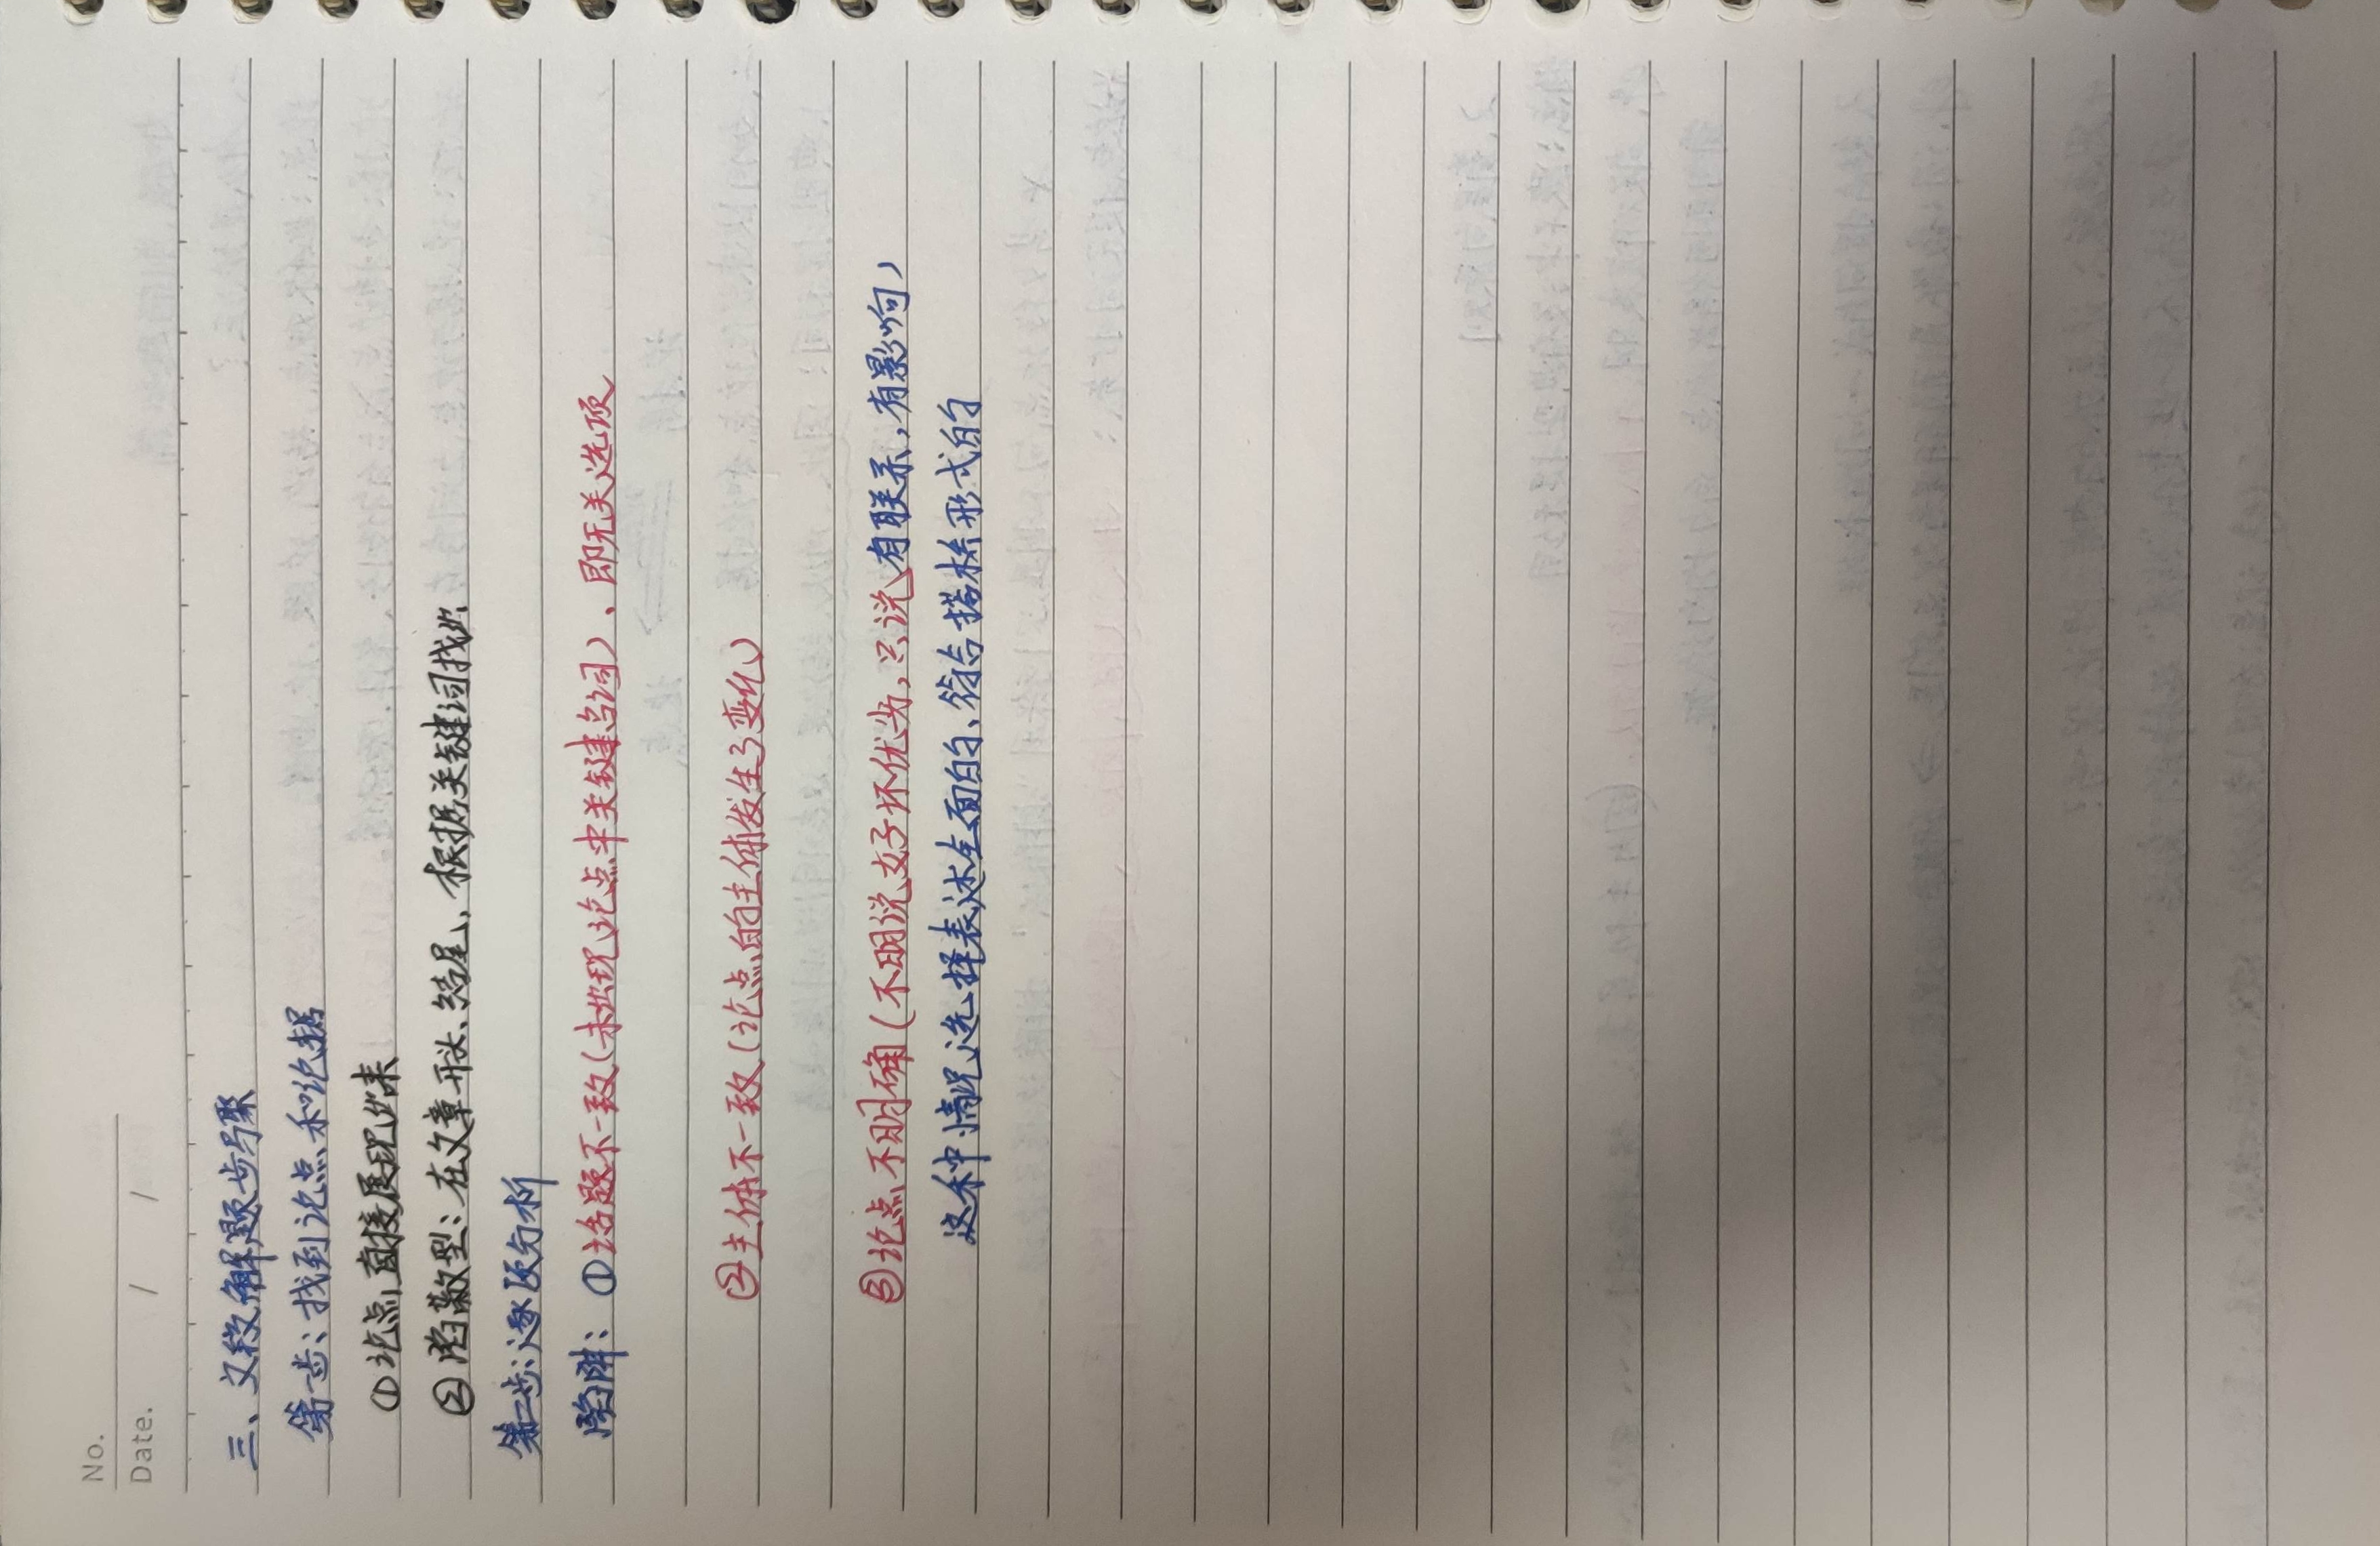 No.
Date. / /
三、文段解题步骤
第一步:找到论点和论据
①论点直接展现出来
②隐蔽型:在文章开头、结尾,根据关键词找出
第二步:逐项分析
陷阱:①话题不一致(未出现论点中关键名词)、即无关选项
②主体不一致(论点的主体发生了变化)
③论点不明确(不明说好坏优劣,只说有联系,有影响)
这种情况选择表述全面的、符合搭桥形式的